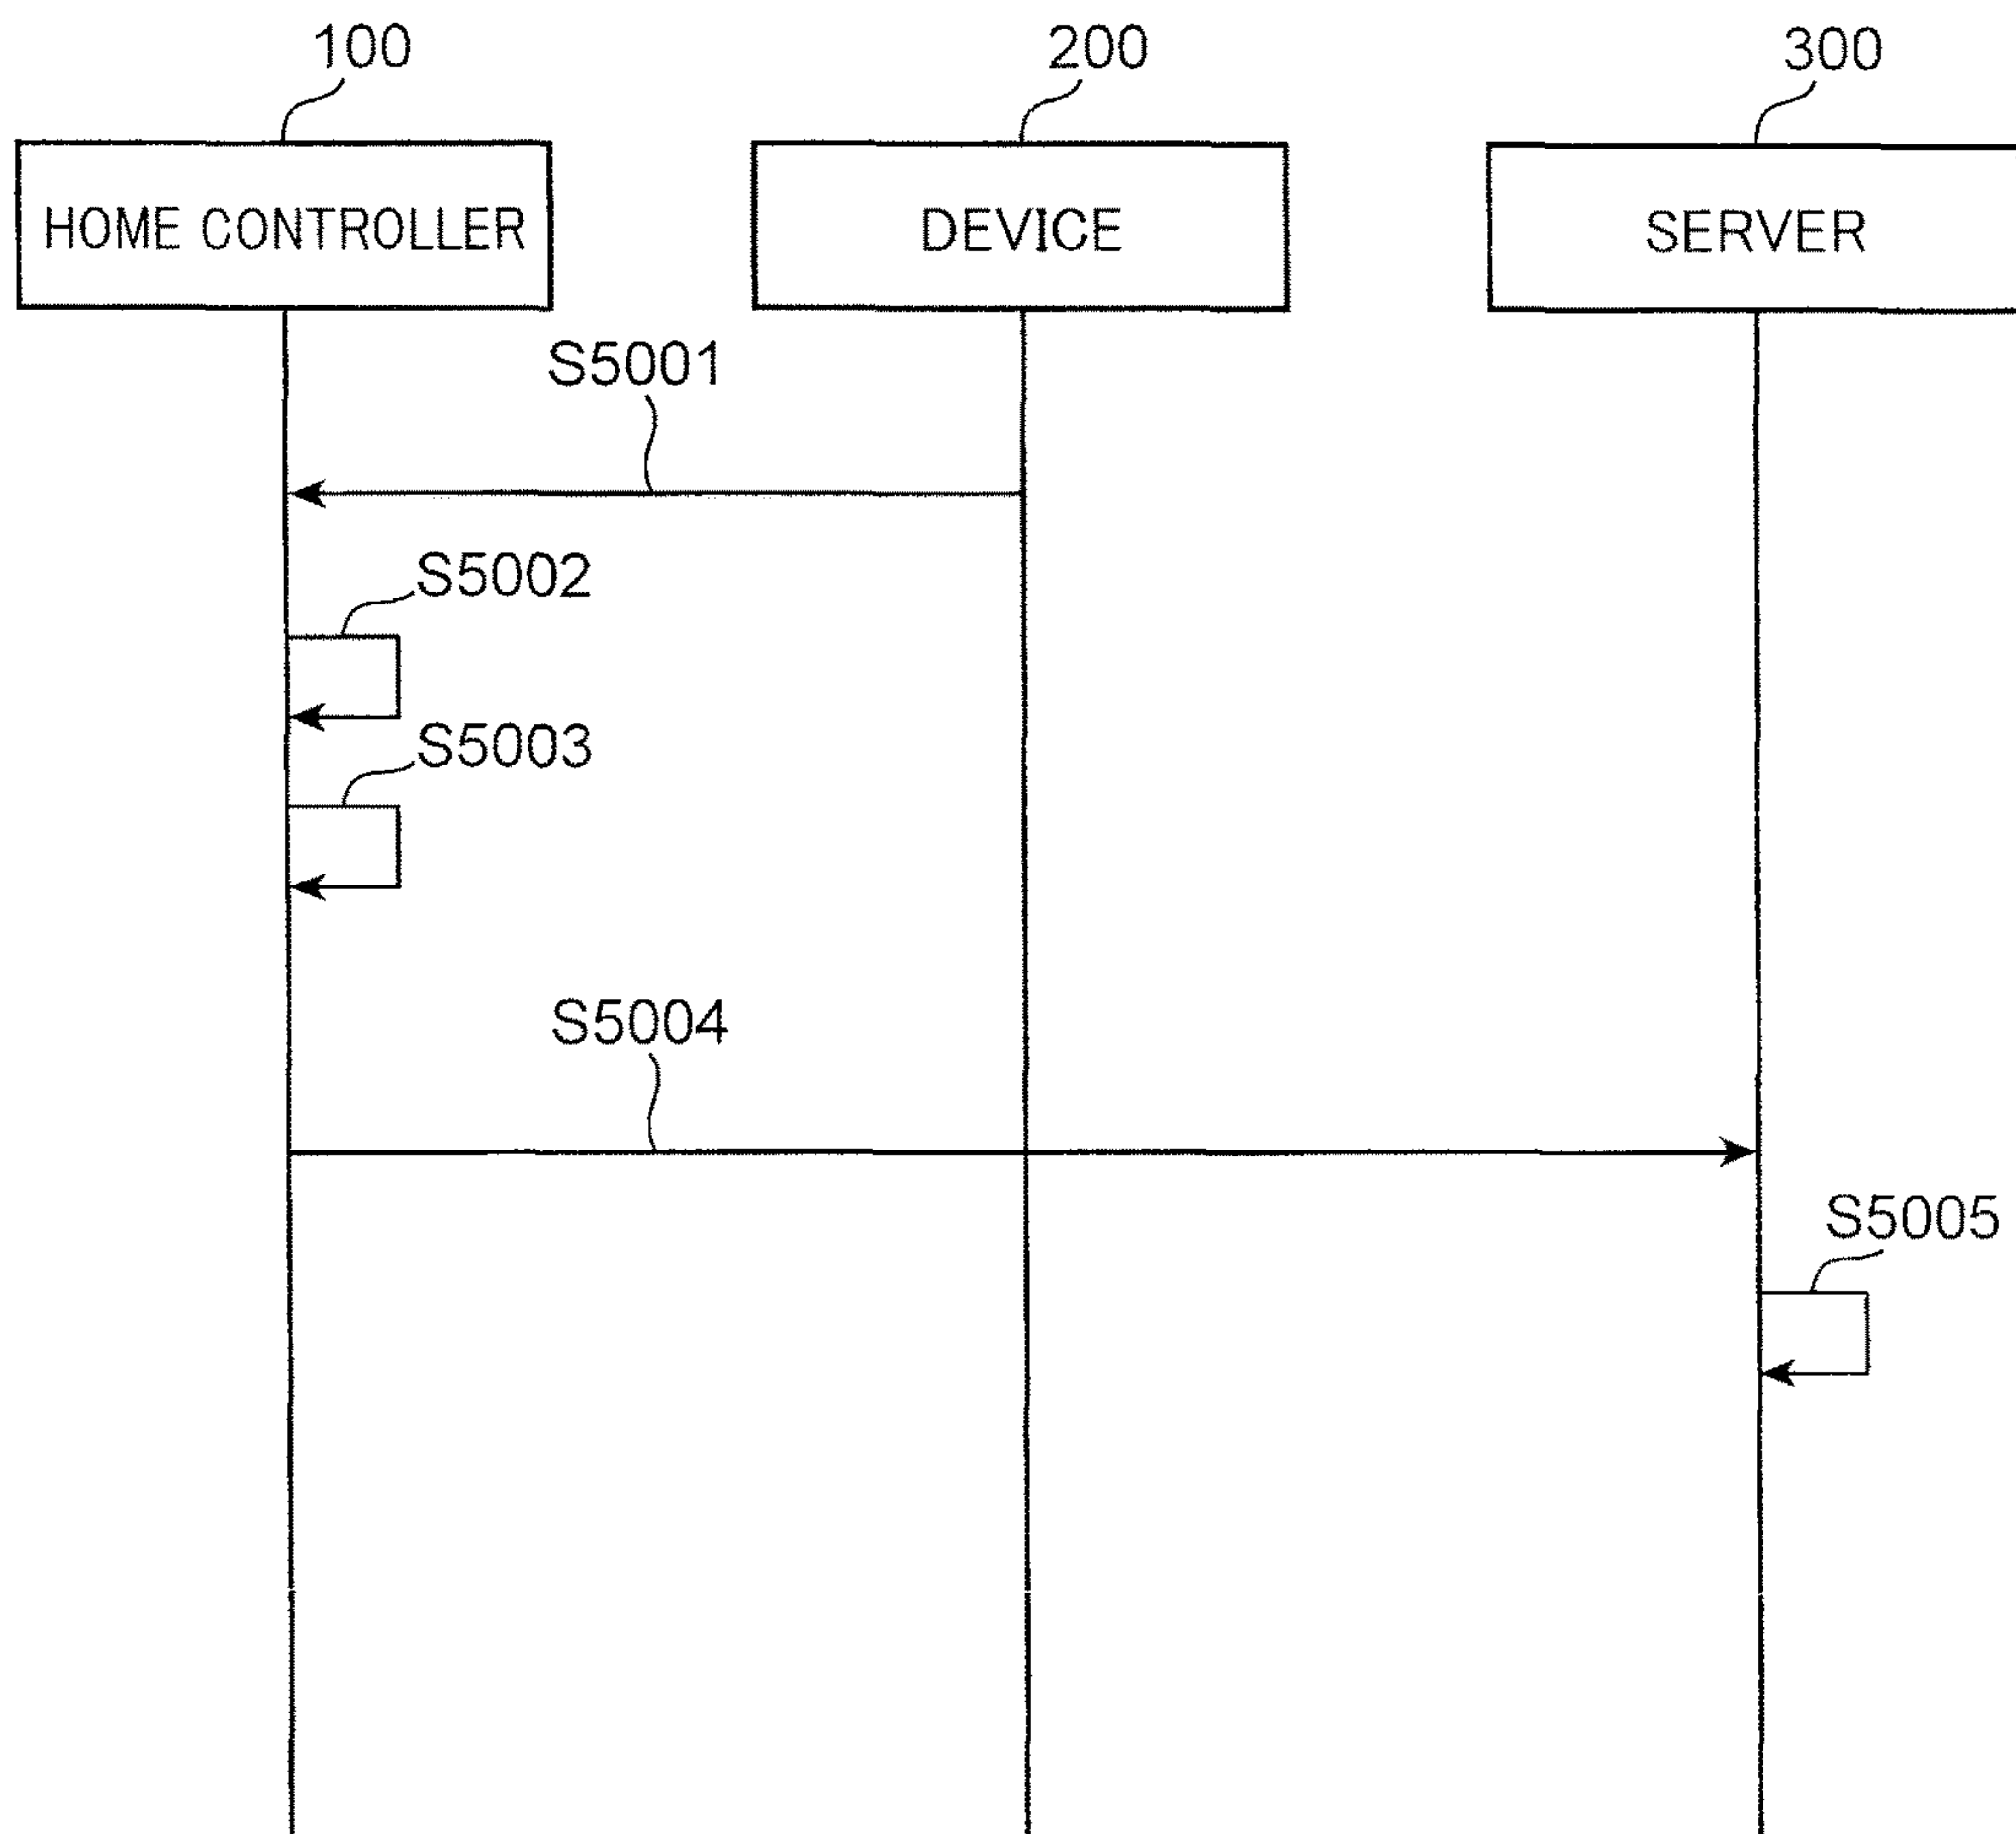 100
200
300
HOME CONTROLLER
DEVICE
SERVER
S5001
S5002
S5003
S5004
S5005